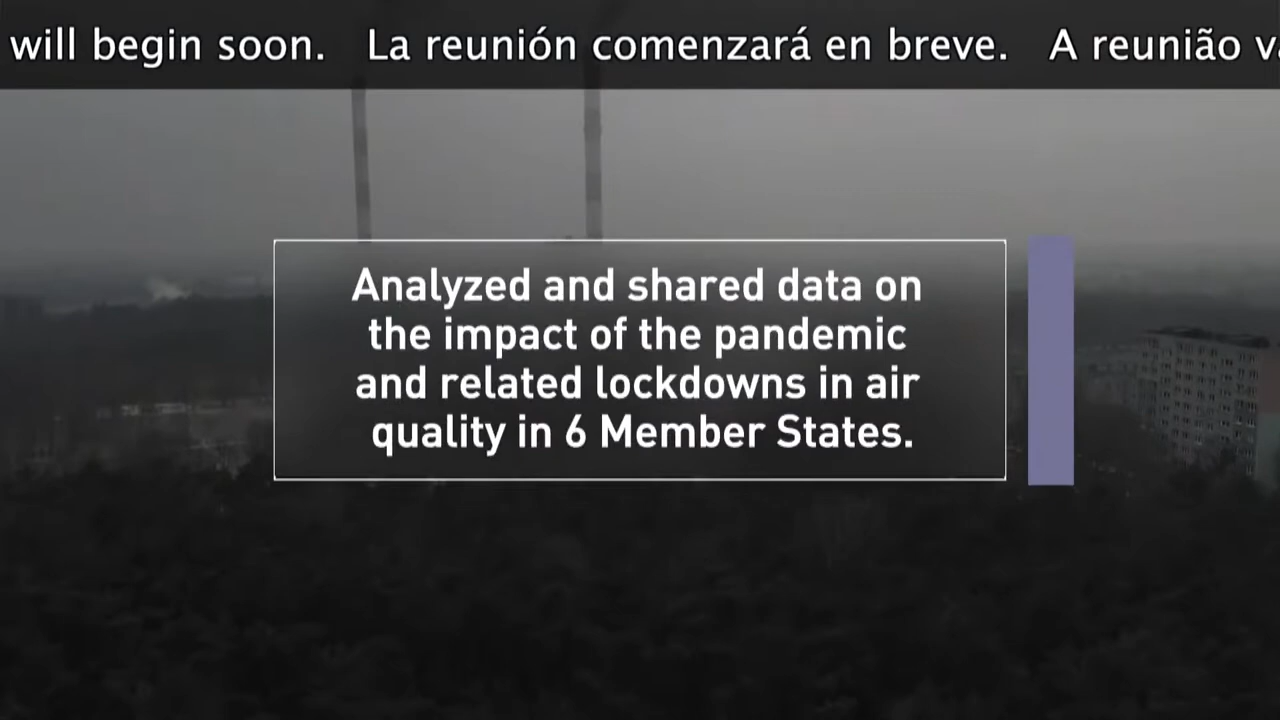 will begin soon. La reunión comenzará en breve. A reunião
Analyzed and shared data on
the impact of the pandemic
and related lockdowns in air
quality in 6 Member States.